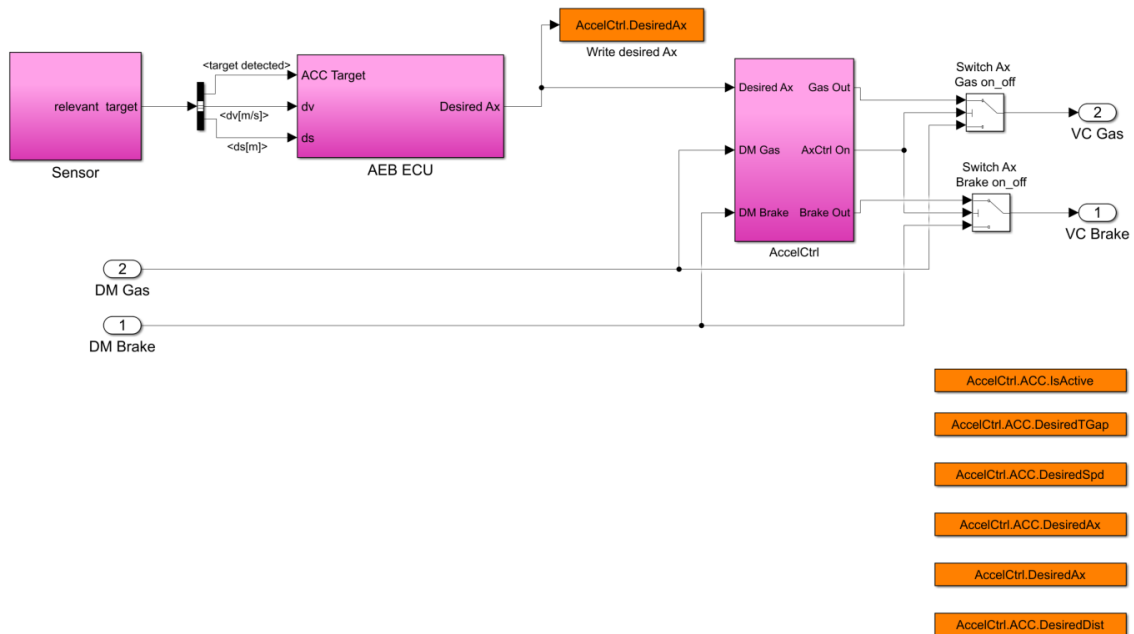 AccelCtrl.DesiredAx
Write desired Ax
relevant target
Sensor
<target detected>
<dv[m/s]>
<ds[m]>
ACC Target
dv
ds
Desired Ax
AEB ECU
Desired Ax
DM Gas
DM Brake
Gas Out
AxCtrl On
Brake Out
AccelCtrl
Switch Ax
Gas on_off
2
VC Gas
Switch Ax
Brake on_off
1
VC Brake
2
DM Gas
1
DM Brake
AccelCtrl.ACC.IsActive
AccelCtrl.ACC.DesiredTGap
AccelCtrl.ACC.DesiredSpd
AccelCtrl.ACC.DesiredAx
AccelCtrl.DesiredAx
AccelCtrl.ACC.DesiredDist